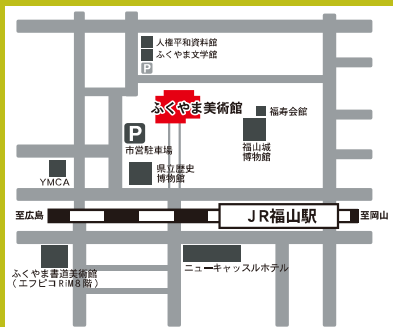 人権平和資料館
ふくやま文学館
P
ふくやま美術館
福寿会館
P
市営駐車場
福山城
博物館
県立歴史
博物館
YMCA
至広島
JR福山駅
至岡山
ふくやま書道美術館
(エフピコRiM8階)
ニューキャッスルホテル